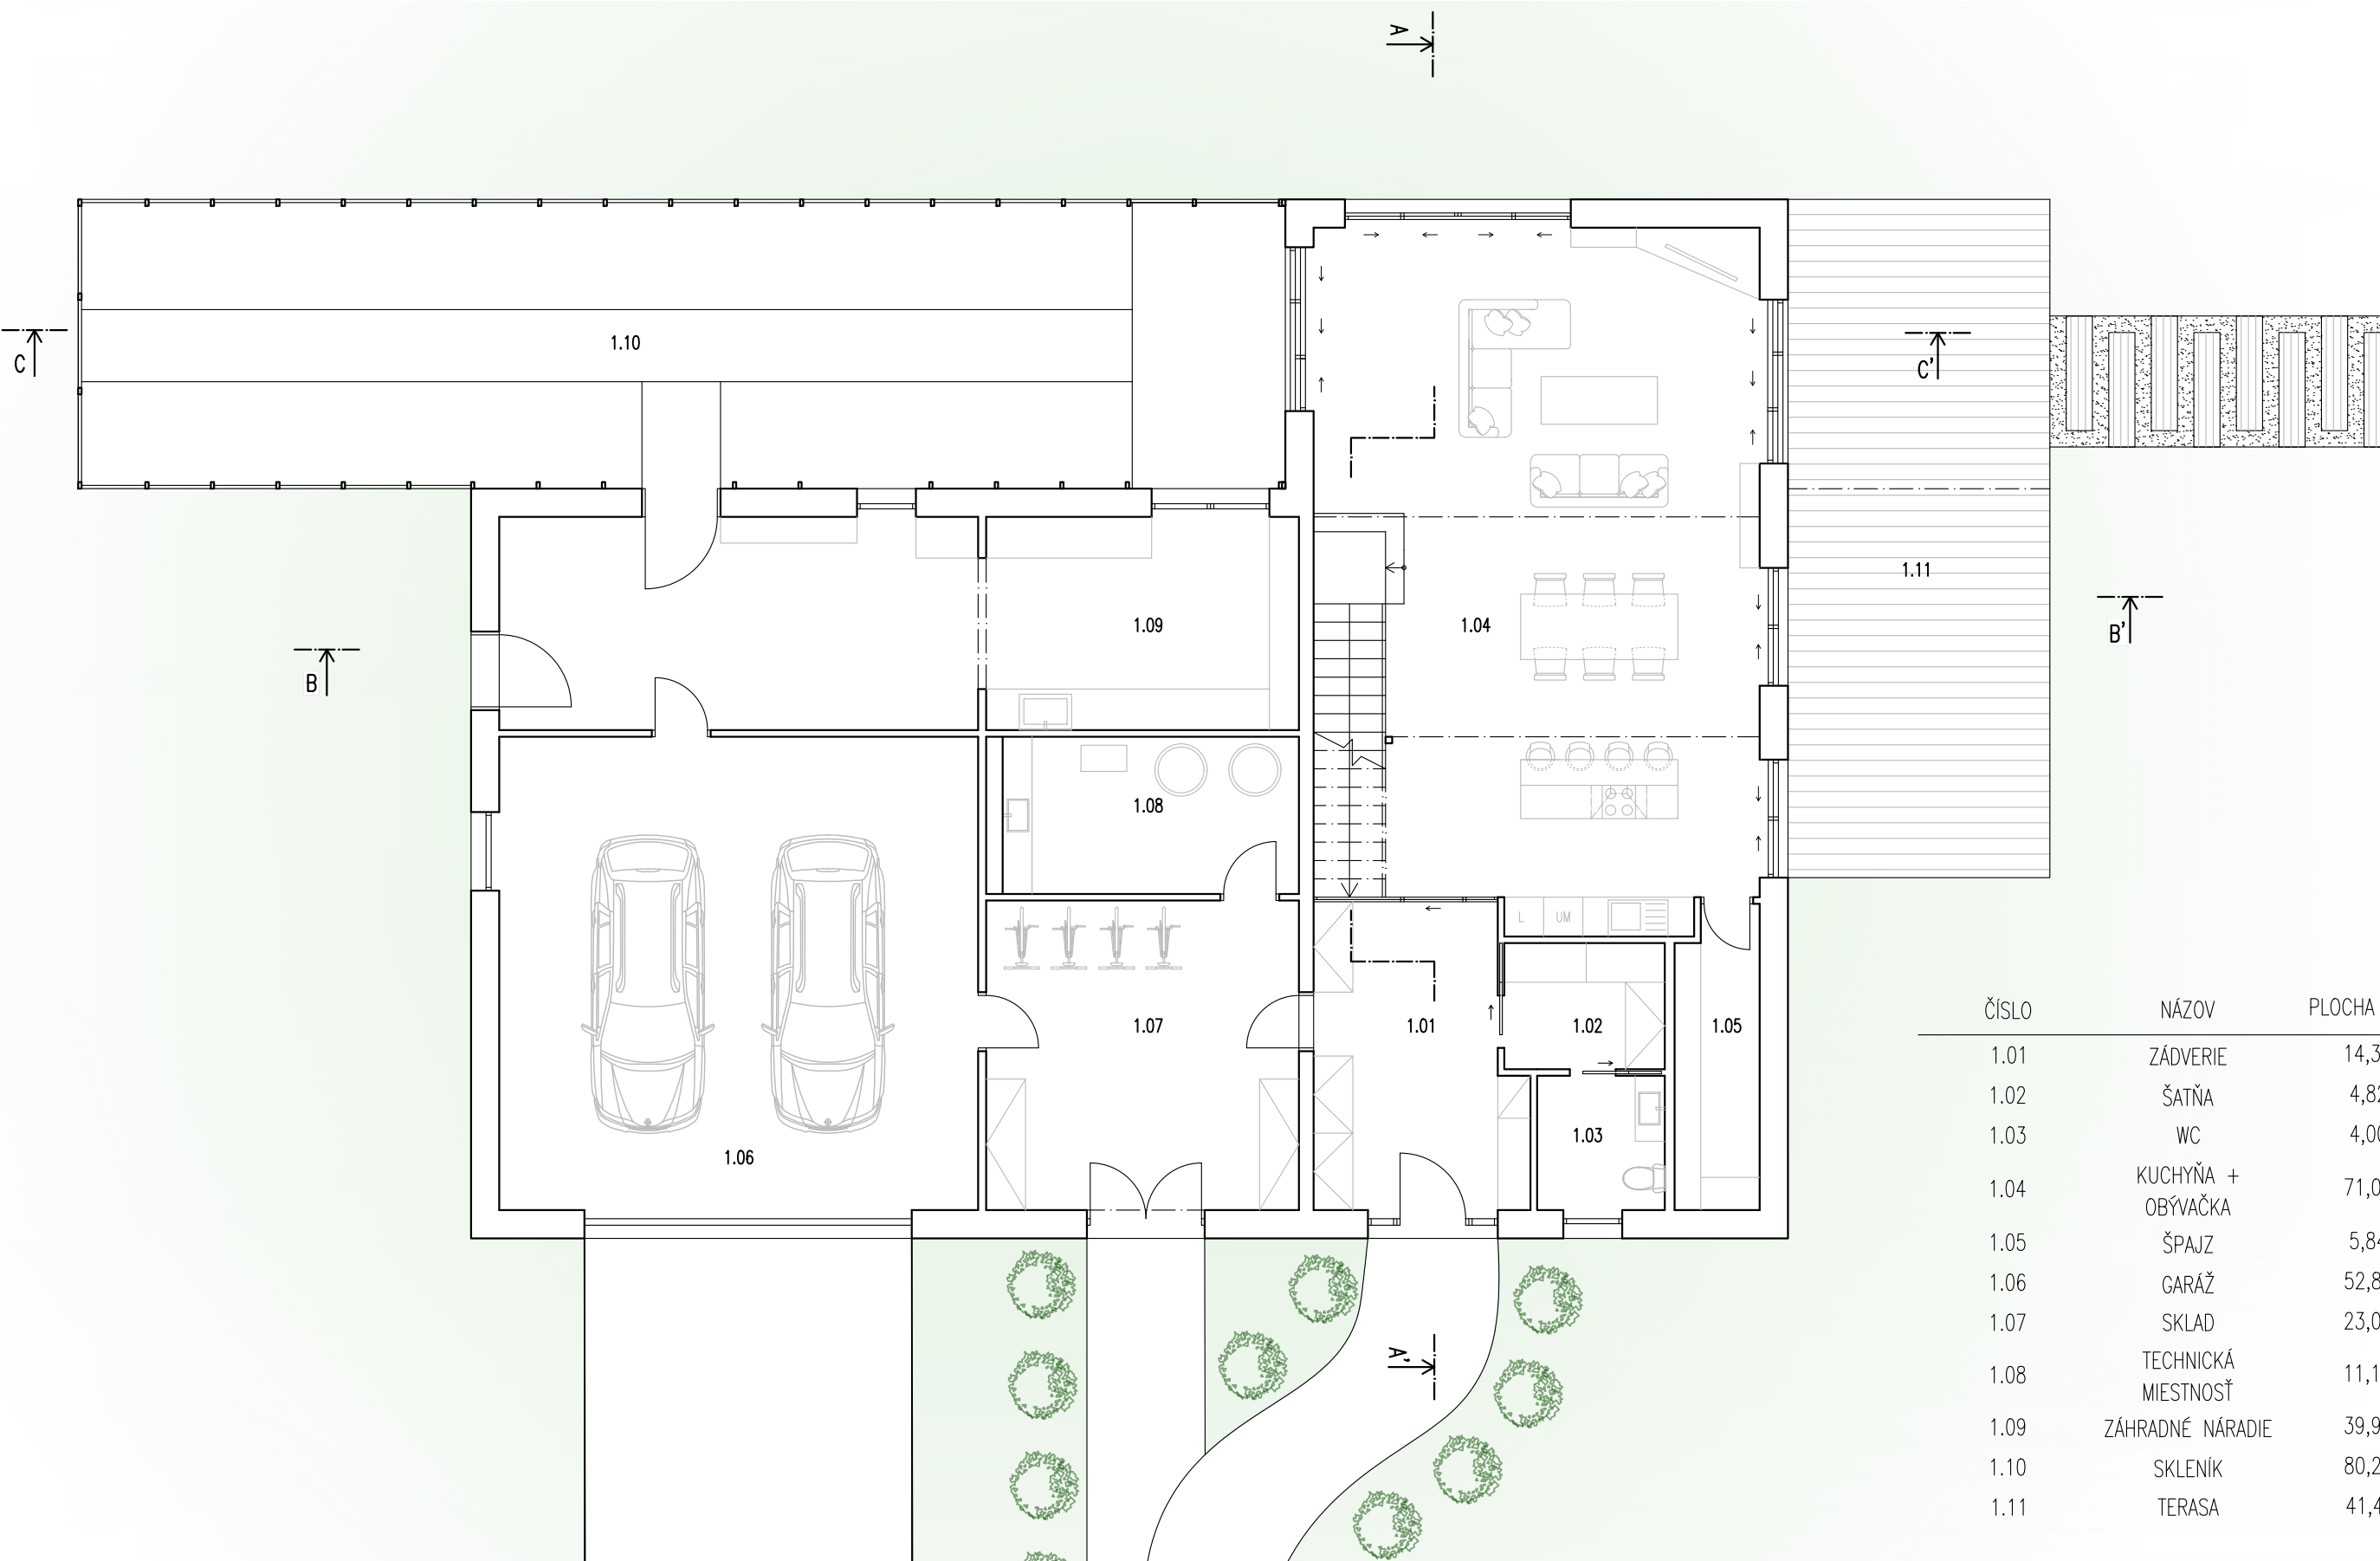 A
1.10
C
C'
1.11
1.09
1.04
B'
B
1.08
L
UM
1.07
1.01
1.02
1.05
1.03
1.06
A'
ČÍSLO NÁZOV PLOCHA
1.01 ZÁDVERIE 14,3
1.02 ŠATŇA 4,82
1.03 WC 4,00
1.04 KUCHYŇA + OBÝVAČKA 71,0
1.05 ŠPAJZ 5,84
1.06 GARÁŽ 52,8
1.07 SKLAD 23,0
1.08 TECHNICKÁ MIESTNOSŤ 11,1
1.09 ZÁHRADNÉ NÁRADIE 39,9
1.10 SKLENÍK 80,2
1.11 TERASA 41,4